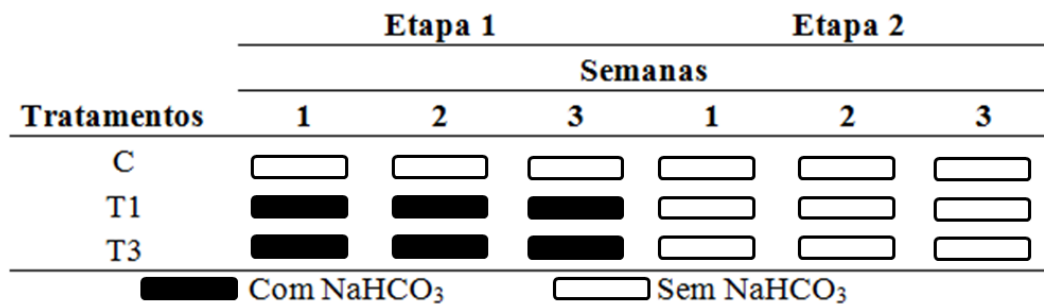 Etapa 1 Etapa 2
Semanas
Tratamentos 1 2 3 1 2 3
C
T1
T3
Com NaHCO₃ Sem NaHCO₃